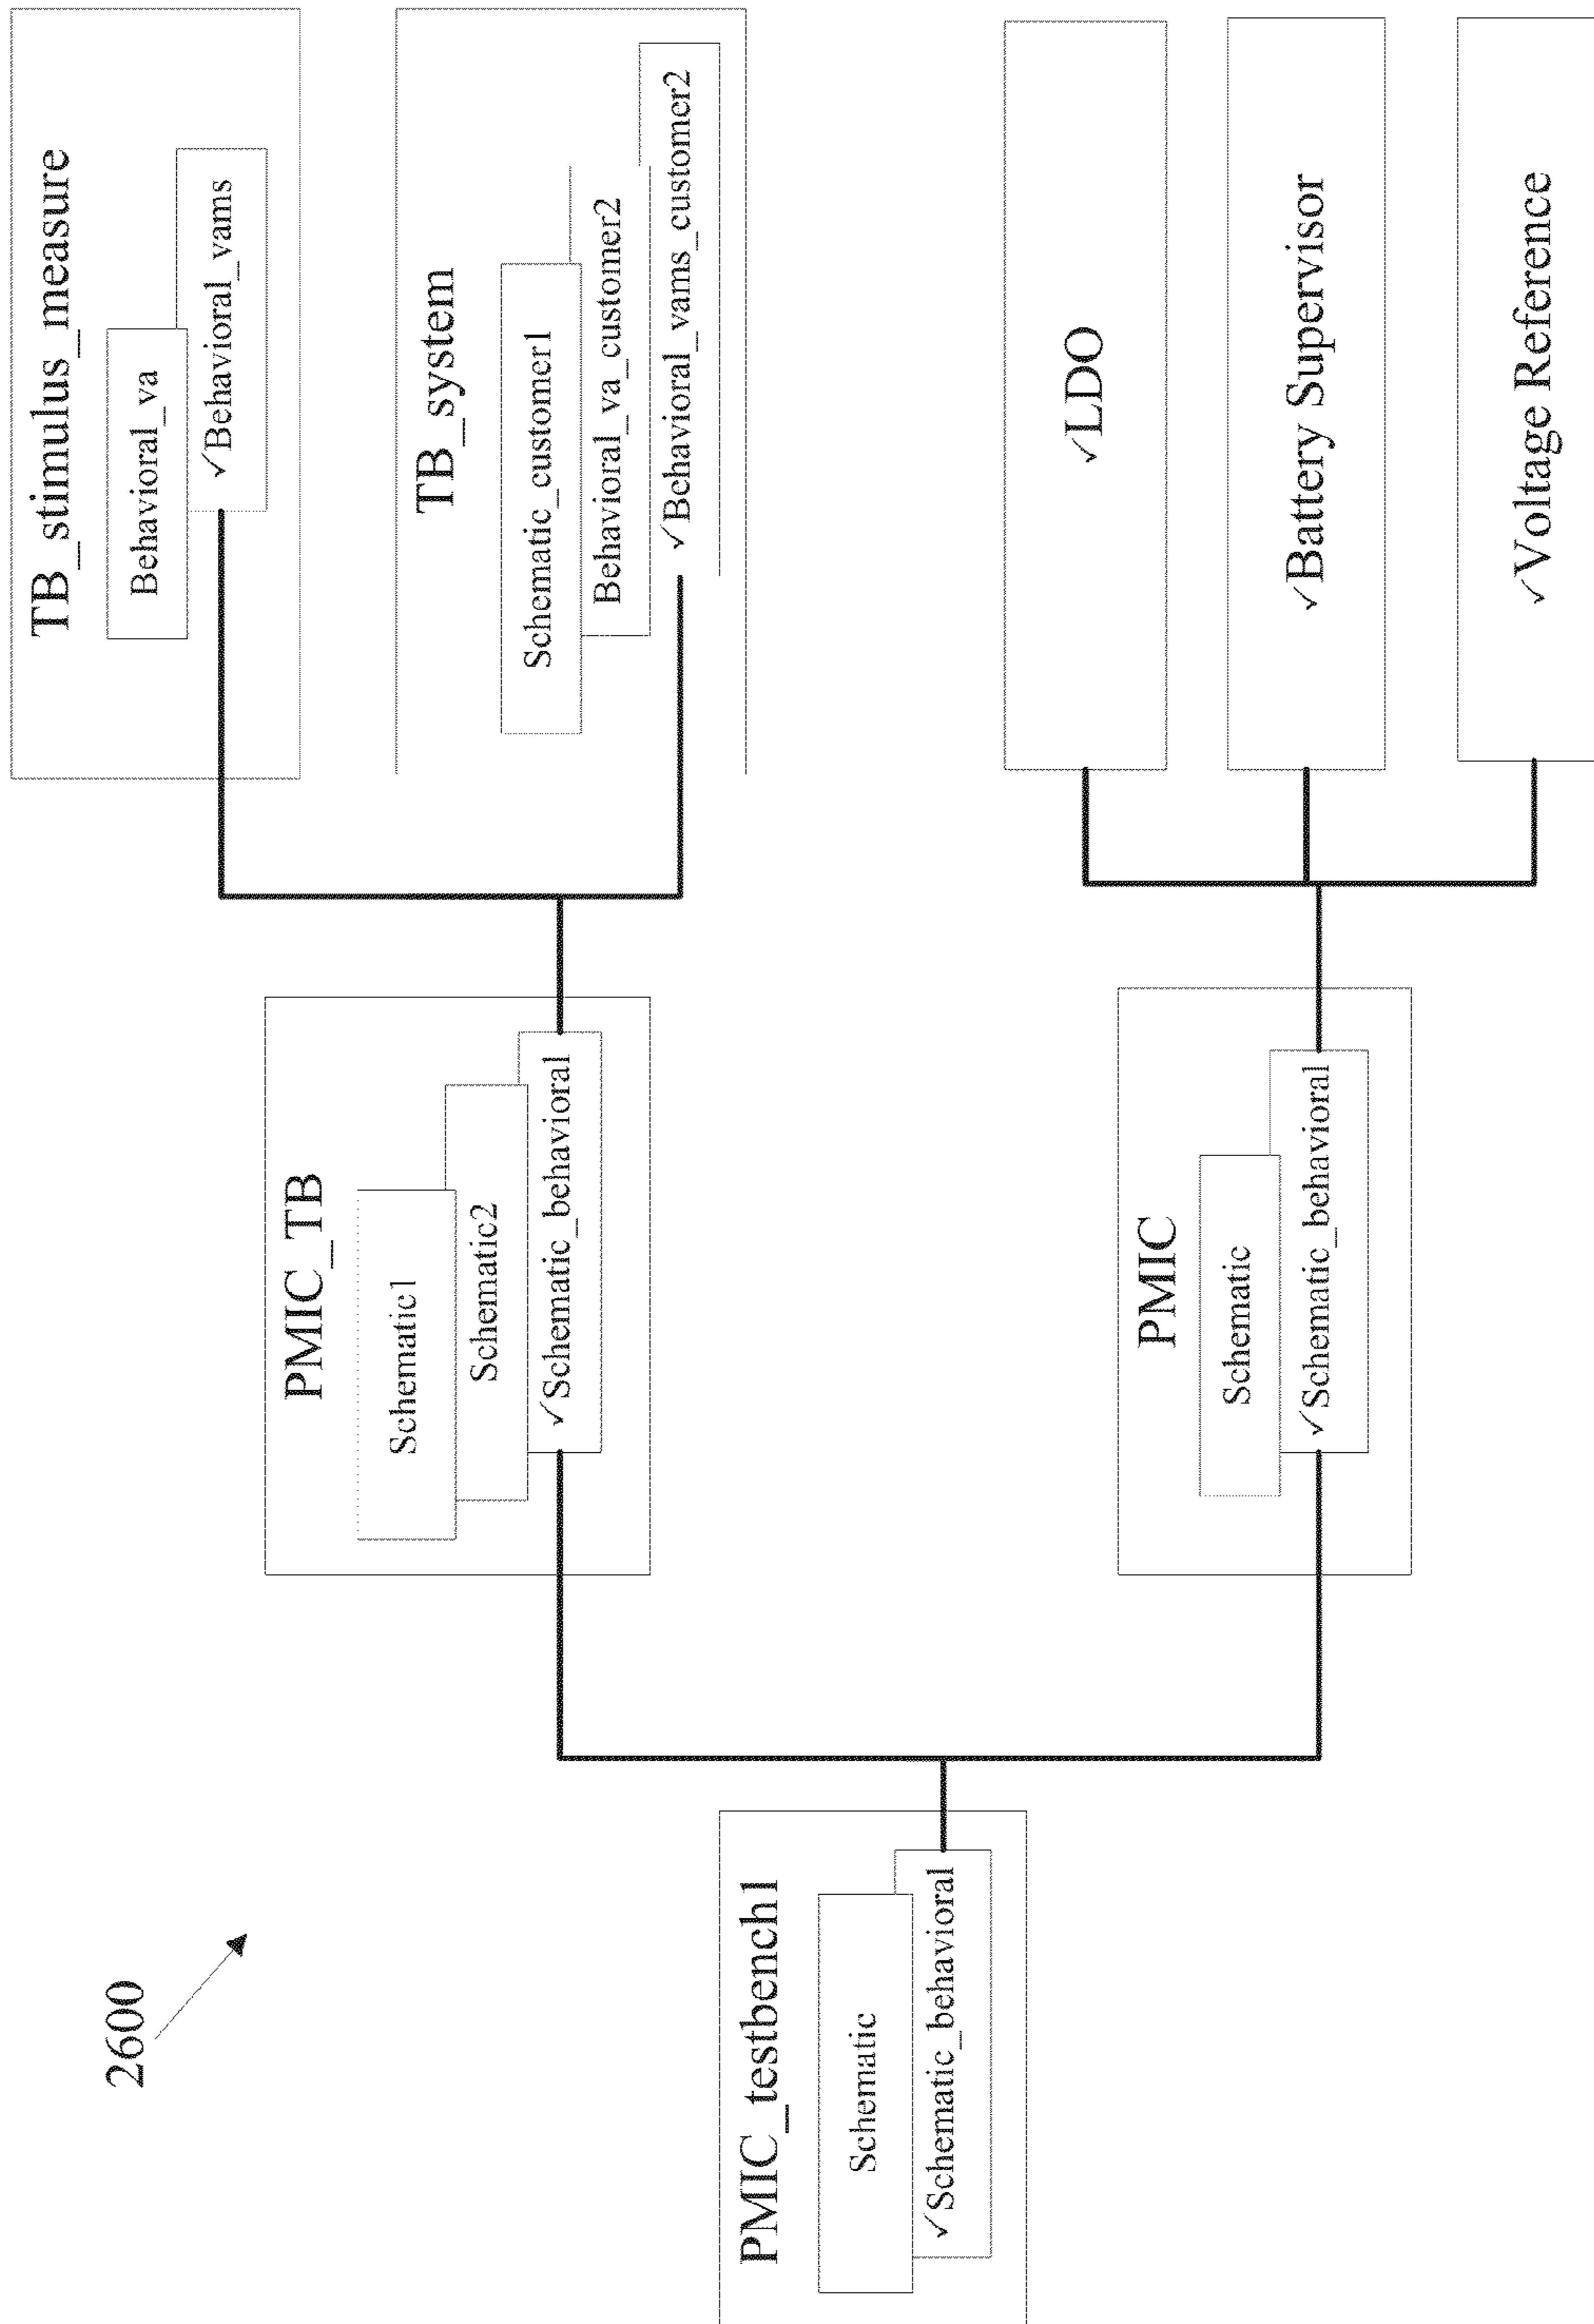 2600
PMIC_testbench1
Schematic
✓Schematic_behavioral
PMIC_TB
Schematic1
Schematic2
✓Schematic_behavioral
PMIC
Schematic
✓Schematic_behavioral
TB_stimulus_measure
Behavioral_va
✓Behavioral_vams
TB_system
Schematic_customer1
Behavioral_va_customer2
✓Behavioral_vams_customer2
✓LDO
✓Battery Supervisor
✓Voltage Reference